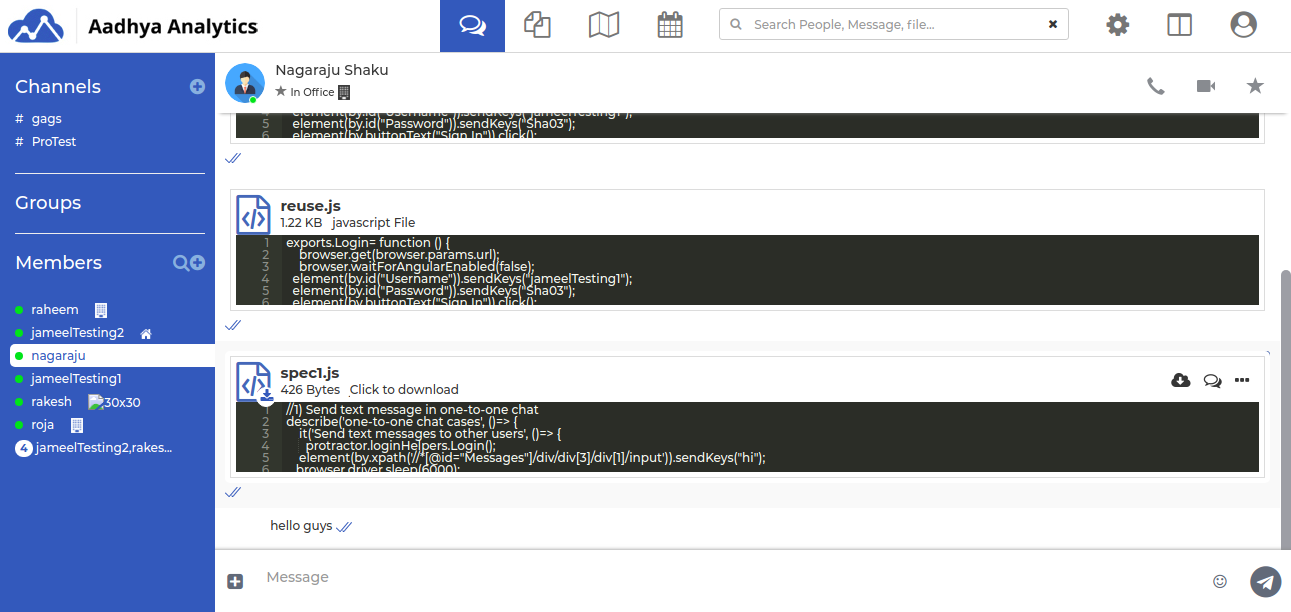 Aadhya Analytics
Search People, Message, file...
Channels
# gags
# ProTest
Groups
Members
raheem
jameelTesting2
nagaraju
jameelTesting1
rakesh 30x30
roja
4 jameelTesting2,rakes...
Nagaraju Shaku
In Office
element(by.id("Username")).sendKeys("jameelTesting1");
5 element(by.id("Password")).sendKeys("Sha03");
6 element(by.buttonText("Sign In")).click();
reuse.js
1.22 KB javascript File
1 exports.Login= function () {
2 browser.get(browser.params.url);
3 browser.waitForAngularEnabled(false);
4 element(by.id("Username")).sendKeys("jameelTesting1");
5 element(by.id("Password")).sendKeys("Sha03");
6 element(by.buttonText("Sign In")).click();
spec1.js
426 Bytes Click to download
1 //1) Send text message in one-to-one chat
2 describe('one-to-one chat cases', ()=> {
3 it('Send text messages to other users', ()=> {
4 protractor.loginHelpers.Login();
5 element(by.xpath('//*[@id="Messages"]/div/div[3]/div[1]/input')).sendKeys("hi");
6 browser.driver.sleep(6000);
hello guys
Message